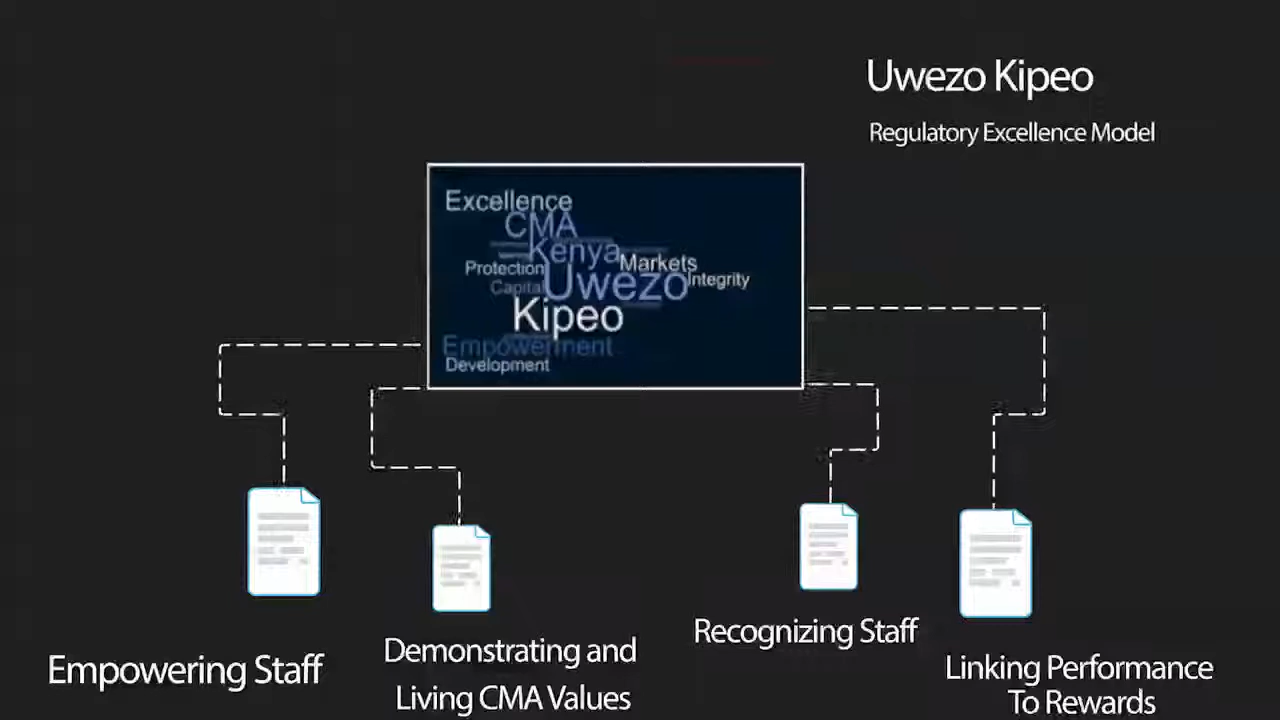 Uwezo Kipeo
Regulatory Excellence Model
Excellence
CMA
Kenya
Markets
Protection
Integrity
Capital
Uwezo
Kipeo
Empowerment
Development
Recognizing Staff
Empowering Staff
Demonstrating and
Living CMA Values
Linking Performance
To Rewards